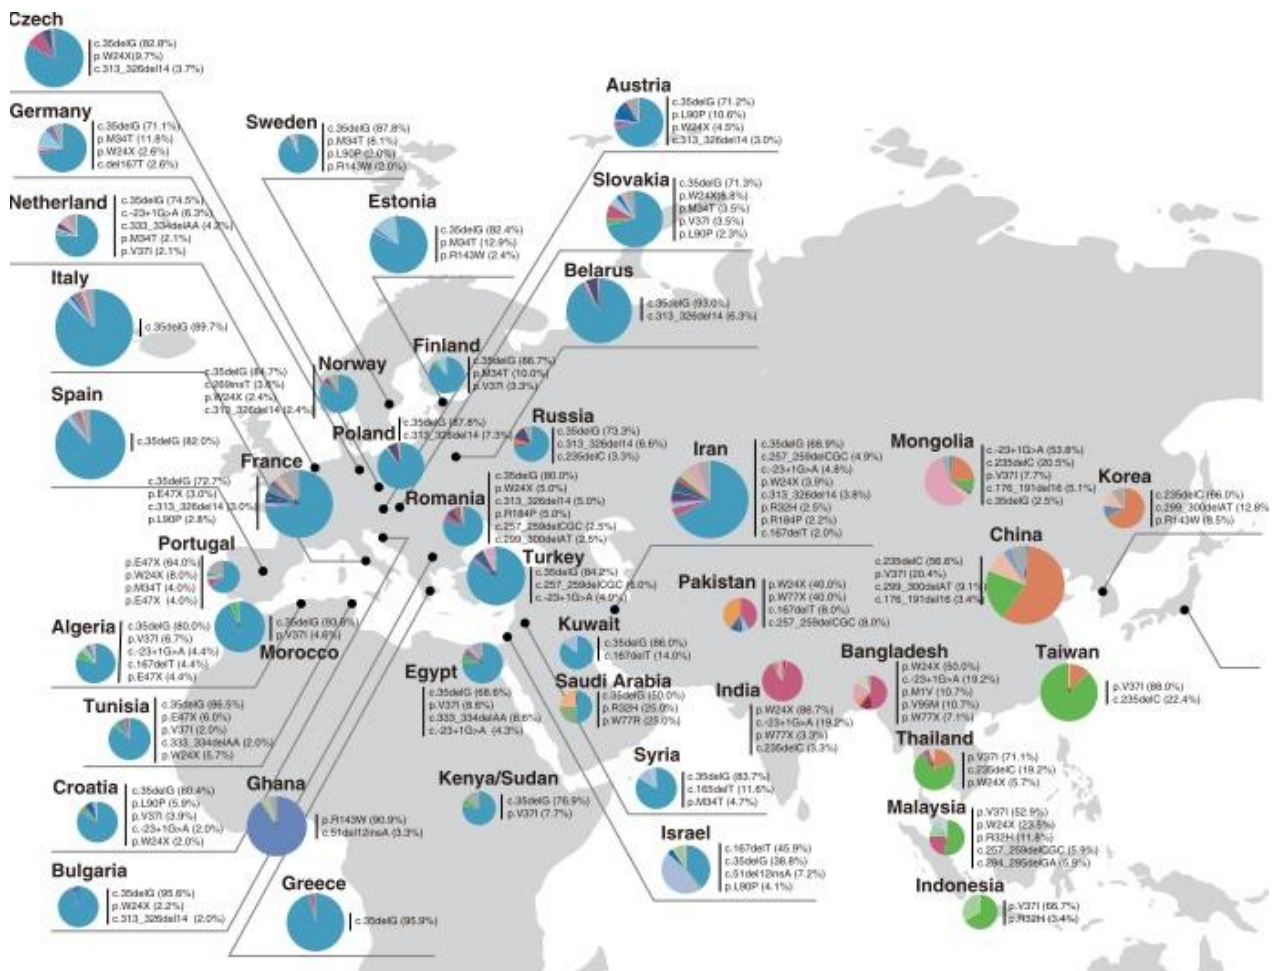 Czech
c.35delG (82.8%)
p.W24X(9.7%)
c.313_326del14 (3.7%)
Germany
c.35delG (71.1%)
p.M34T (11.8%)
p.W24X (2.6%)
c.del167T (2.6%)
Netherland
c.35delG (74.5%)
c.-23+1G>A (6.3%)
c.333_334delAA (4.2%)
p.M34T (2.1%)
p.V37I (2.1%)
Italy
c.35delG (89.7%)
Spain
c.35delG (82.0%)
Sweden
c.35delG (87.8%)
p.M34T (6.1%)
p.L90P (2.0%)
p.R143W (2.0%)
Estonia
c.35delG (82.4%)
p.M34T (12.9%)
p.R143W (2.4%)
Austria
c.35delG (71.2%)
p.L90P (10.6%)
p.W24X (4.5%)
c.313_326del14 (3.0%)
Slovakia
c.35delG (71.3%)
p.W24X(6.8%)
p.M34T (3.5%)
p.V37I (3.5%)
p.L90P (2.3%)
Belarus
c.35delG (93.0%)
c.313_326del14 (6.3%)
Norway
c.35delG (84.7%)
c.269insT (3.6%)
p.W24X (2.4%)
c.313_326del14 (2.4%)
Finland
c.35delG (86.7%)
p.M34T (10.0%)
p.V37I (3.3%)
Poland
c.35delG (87.8%)
c.313_326del14 (7.3%)
Russia
c.35delG (73.3%)
c.313_326del14 (6.6%)
c.235delC (3.3%)
France
c.35delG (72.7%)
p.E47X (3.0%)
c.313_326del14 (3.0%)
p.L90P (2.8%)
Romania
c.35delG (80.0%)
p.W24X (5.0%)
c.313_326del14 (5.0%)
p.R184P (5.0%)
c.257_259delCGC (2.5%)
c.299_300delAT (2.5%)
Iran
c.35delG (68.9%)
c.257_259delCGC (4.9%)
c.-23+1G>A (4.8%)
p.W24X (3.9%)
c.313_326del14 (3.8%)
p.R32H (2.5%)
p.R184P (2.2%)
c.167delT (2.0%)
Mongolia
c.-23+1G>A (53.8%)
c.235delC (20.5%)
p.V37I (7.7%)
c.176_191del16 (5.1%)
c.35delG (2.5%)
Korea
c.235delC (66.0%)
c.299_300delAT (12.8%)
p.R143W (8.5%)
China
c.235delC (56.6%)
p.V37I (20.4%)
c.299_300delAT (9.1%)
c.176_191del16 (3.4%)
Portugal
p.E47X (64.0%)
p.W24X (8.0%)
p.M34T (4.0%)
p.E47X (4.0%)
Turkey
c.35delG (84.2%)
c.257_259delCGC (5.0%)
c.-23+1G>A (4.9%)
Pakistan
p.W24X (40.0%)
p.W77X (40.0%)
c.167delT (8.0%)
c.257_259delCGC (8.0%)
Algeria
c.35delG (80.0%)
p.V37I (6.7%)
c.-23+1G>A (4.4%)
c.167delT (4.4%)
p.E47X (4.4%)
Morocco
c.35delG
p.V37I (4.6%)
Kuwait
c.35delG (86.0%)
c.167delT (14.0%)
Egypt
c.35delG (68.6%)
p.V37I (8.6%)
c.333_334delAA (8.6%)
c.-23+1G>A (4.3%)
Saudi Arabia
c.35delG (50.0%)
p.R32H (25.0%)
p.W77R (25.0%)
India
p.W24X (86.7%)
c.-23+1G>A (19.2%)
p.W77X (3.3%)
c.235delC (3.3%)
Bangladesh
p.W24X (50.0%)
c.-23+1G>A (19.2%)
p.M1V (10.7%)
p.V95M (10.7%)
p.W77X (7.1%)
Taiwan
p.V37I (88.0%)
c.235delC (22.4%)
Tunisia
c.35delG (86.5%)
p.E47X (6.0%)
p.V37I (2.0%)
c.333_334delAA (2.0%)
p.W24X (5.7%)
Thailand
p.V37I (71.1%)
c.235delC (19.2%)
p.W24X (5.7%)
Croatia
c.35delG (80.4%)
p.L90P (5.9%)
p.V37I (3.9%)
c.-23+1G>A (2.0%)
p.W24X (2.0%)
Ghana
p.R143W (90.9%)
c.51del12insA (3.3%)
Kenya/Sudan
c.35delG (76.9%)
p.V37I (7.7%)
Syria
c.35delG (83.7%)
c.165delT (11.6%)
p.M34T (4.7%)
Malaysia
p.V37I (52.9%)
p.W24X (23.5%)
p.R32H (11.8%)
c.257_259delCGC (5.9%)
c.294_295delGA (5.9%)
Israel
c.167delT (45.9%)
c.35delG (38.8%)
c.51del12insA (7.2%)
p.L90P (4.1%)
Bulgaria
c.35delG (95.6%)
p.W24X (2.2%)
c.313_326del14 (2.0%)
Greece
c.35delG (95.9%)
Indonesia
p.V37I (66.7%)
p.R32H (3.4%)